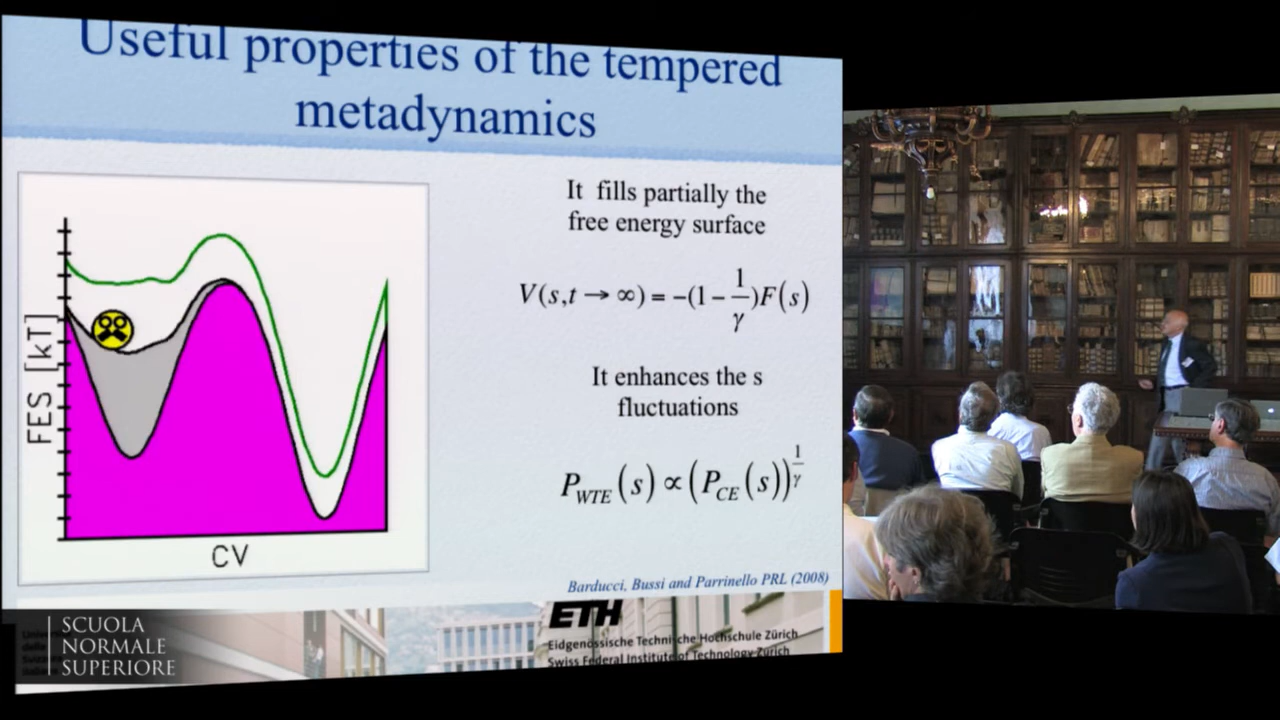 Useful properties of the tempered
metadynamics
It fills partially the
free energy surface
V(s,t → ∞) = −(1 − 1/γ)F(s)
It enhances the s
fluctuations
P_WTE(s) ∝ (P_CE(s))^(1/γ)
FES [kT]
CV
Barducci, Bussi and Parrinello PRL (2008)
ETH
Eidgenössische Technische Hochschule Zürich
Swiss Federal Institute of Technology Zurich
SCUOLA
NORMALE
SUPERIORE